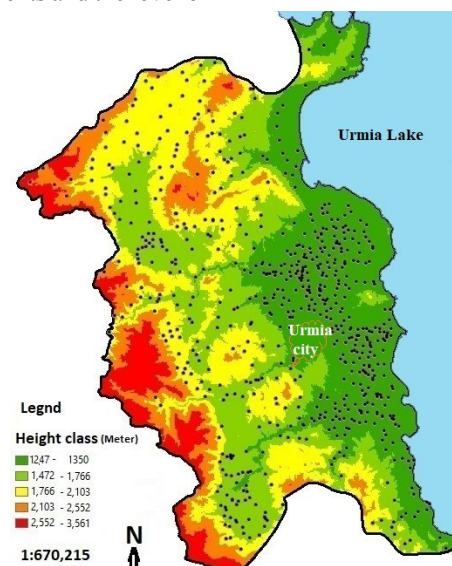 Urmia Lake
Urmia
city
Legnd
Height class (Meter)
1247 - 1350
1,472 - 1,766
1,766 - 2,103
2,103 - 2,552
2,552 - 3,561
N
1:670,215